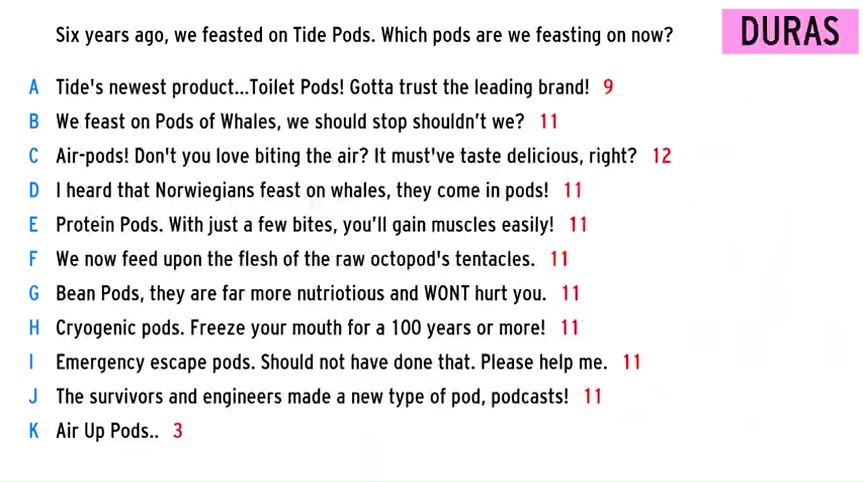 Six years ago, we feasted on Tide Pods. Which pods are we feasting on now?
DURAS
A Tide's newest product...Toilet Pods! Gotta trust the leading brand! 9
B We feast on Pods of Whales, we should stop shouldn't we? 11
C Air-pods! Don't you love biting the air? It must've taste delicious, right? 12
D I heard that Norwiegians feast on whales, they come in pods! 11
E Protein Pods. With just a few bites, you'll gain muscles easily! 11
F We now feed upon the flesh of the raw octopod's tentacles. 11
G Bean Pods, they are far more nutriotious and WONT hurt you. 11
H Cryogenic pods. Freeze your mouth for a 100 years or more! 11
I Emergency escape pods. Should not have done that. Please help me. 11
J The survivors and engineers made a new type of pod, podcasts! 11
K Air Up Pods.. 3